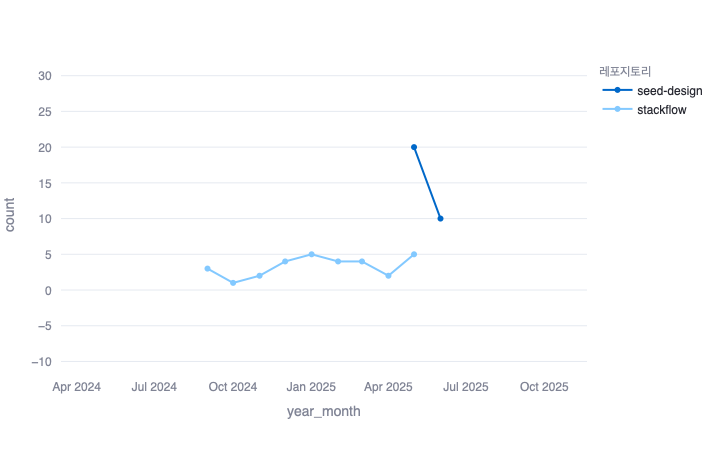 레포지토리
seed-design
stackflow
30
25
20
15
10
5
0
−5
−10
count
Apr 2024 Jul 2024 Oct 2024 Jan 2025 Apr 2025 Jul 2025 Oct 2025
year_month